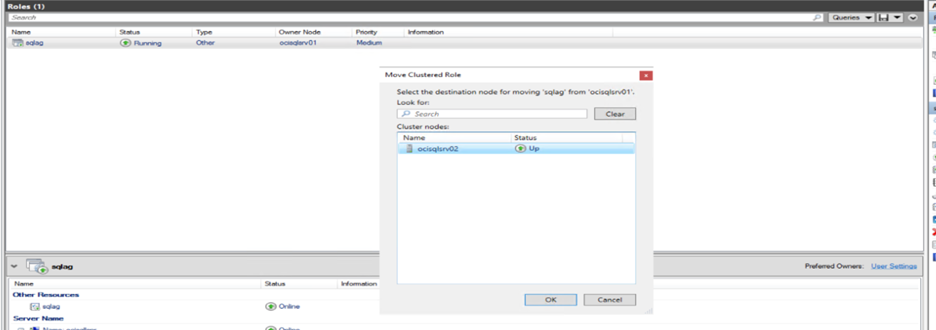 Roles (1)
Search Queries
Name Status Type Owner Node Priority Information
sqlag Running Other ocisqlsrv01 Medium
Move Clustered Role
Select the destination node for moving 'sqlag' from 'ocisqlsrv01'.
Look for:
Search Clear
Cluster nodes:
Name Status
ocisqlsrv02 Up
OK Cancel
sqlag Preferred Owners: User Settings
Name Status Information
Other Resources
sqlag Online
Server Name
Name: Online